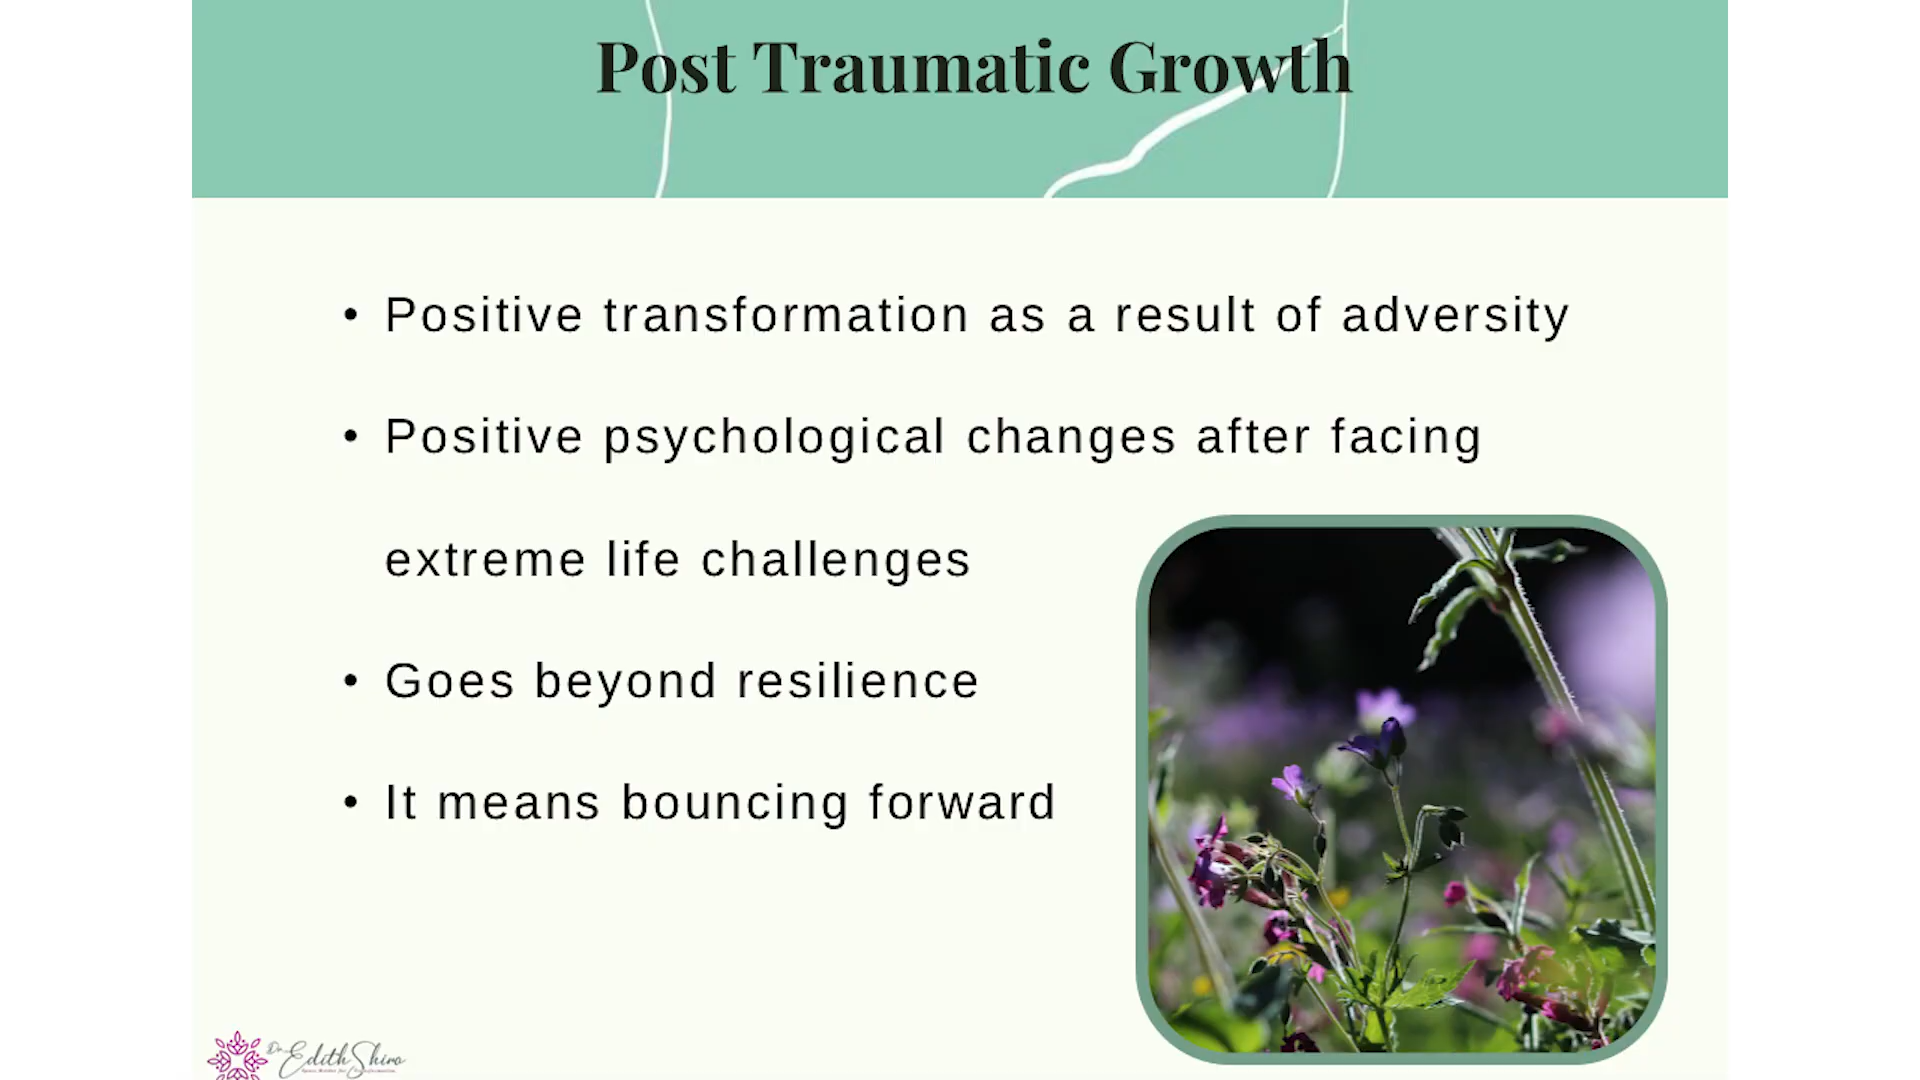 Post Traumatic Growth
• Positive transformation as a result of adversity
• Positive psychological changes after facing
extreme life challenges
• Goes beyond resilience
• It means bouncing forward
Dr. Edith Shiro